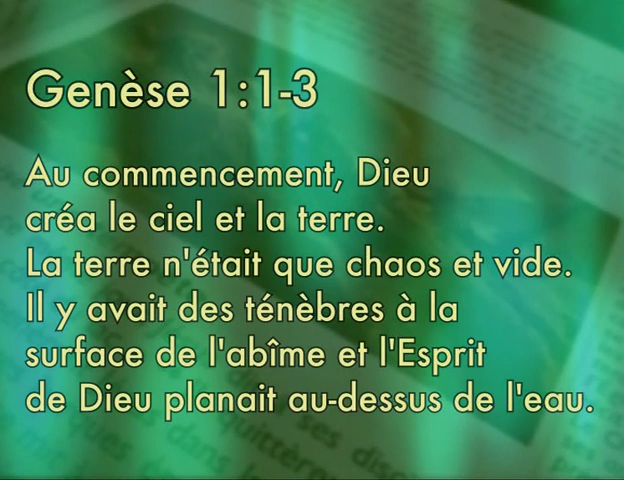 Genèse 1:1-3
Au commencement, Dieu
créa le ciel et la terre.
La terre n'était que chaos et vide.
Il y avait des ténèbres à la
surface de l'abîme et l'Esprit
de Dieu planait au-dessus de l'eau.